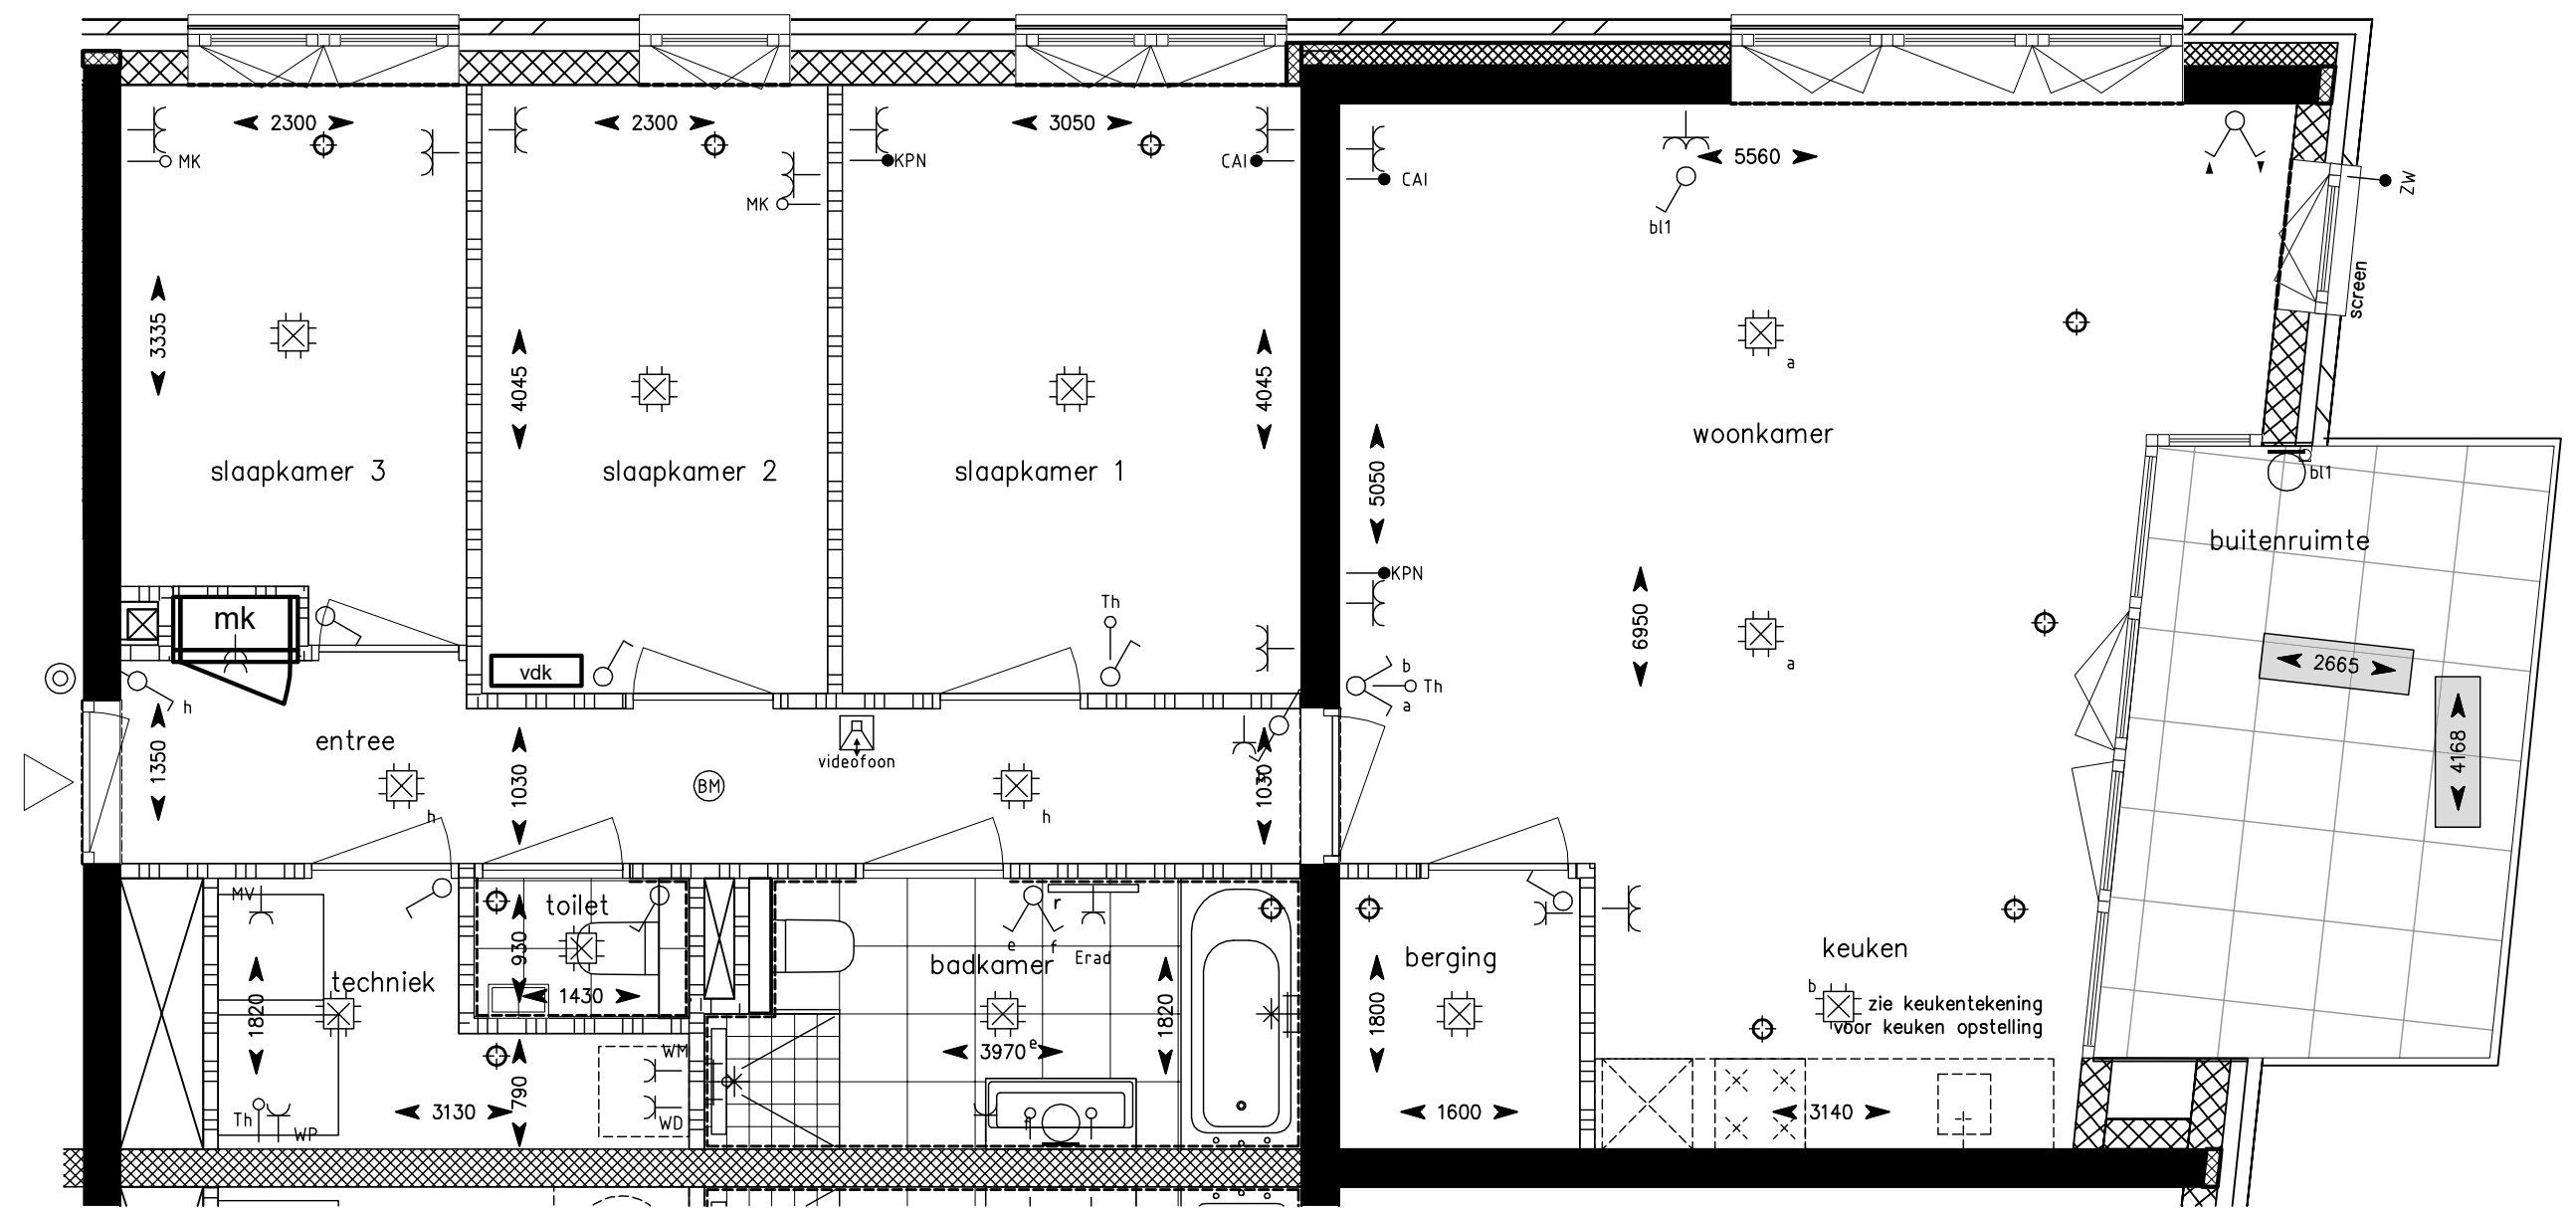 2300
2300
3050
5560
MK
MK
KPN
CAI
CAI
bl1
ZW
screen
3335
4045
4045
a
woonkamer
slaapkamer 3
slaapkamer 2
slaapkamer 1
5050
bl1
buitenruimte
KPN
mk
Th
6950
vdk
b
Th
a
a
2665
h
entree
1350
1030
videofoon
1030
4168
BM
h
h
MV
toilet
r
930
e
f
Erad
badkamer
berging
keuken
techniek
1430
1820
1820
1800
b
zie keukentekening
voor keuken opstelling
WM
3970
e
790
3130
Th
WP
WD
f
1600
3140